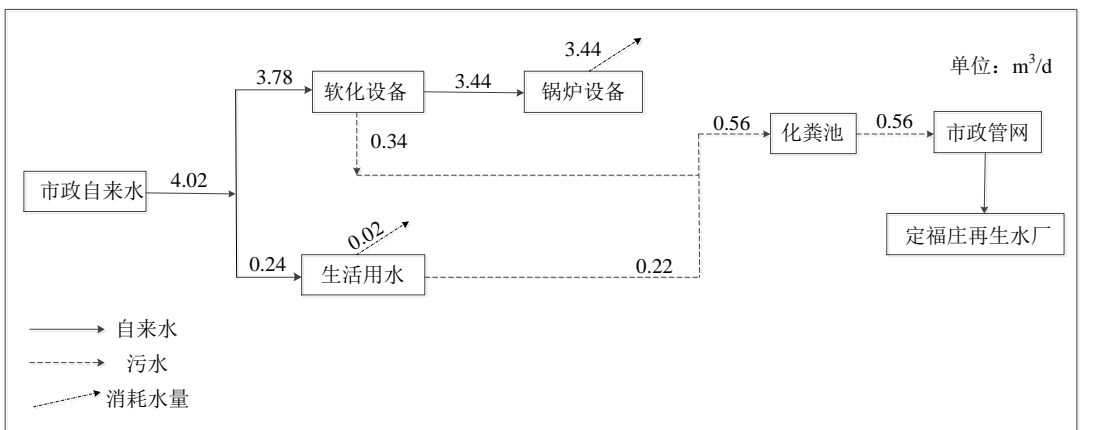 3.44
单位：m³/d
3.78
软化设备
3.44
锅炉设备
0.56
化粪池
0.56
市政管网
0.34
市政自来水
4.02
定福庄再生水厂
0.02
0.24
生活用水
0.22
自来水
污水
消耗水量